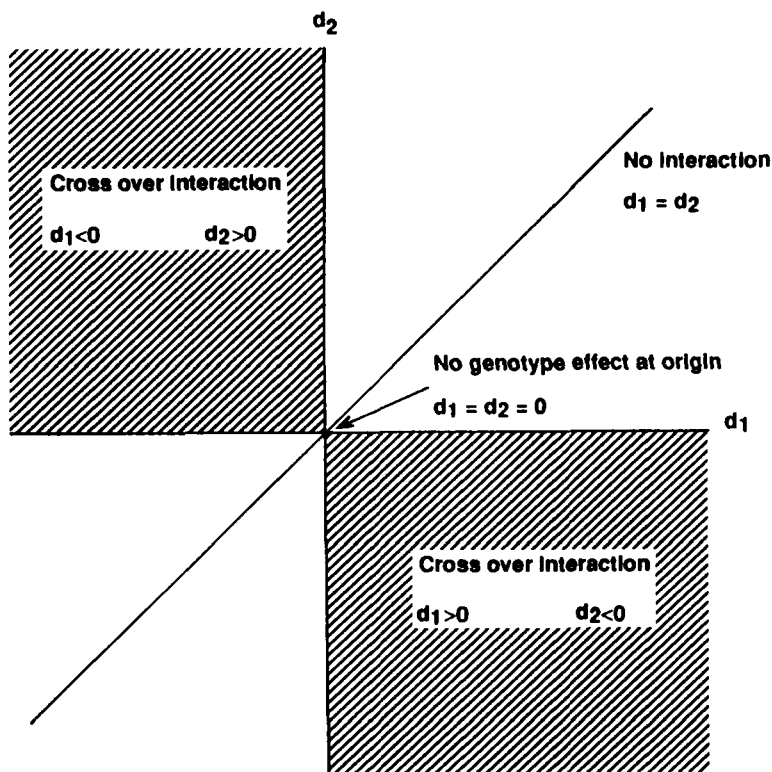 d2
Cross over Interaction
d1<0 d2>0
No Interaction
d1 = d2
No genotype effect at origin
d1 = d2 = 0
d1
Cross over Interaction
d1>0 d2<0